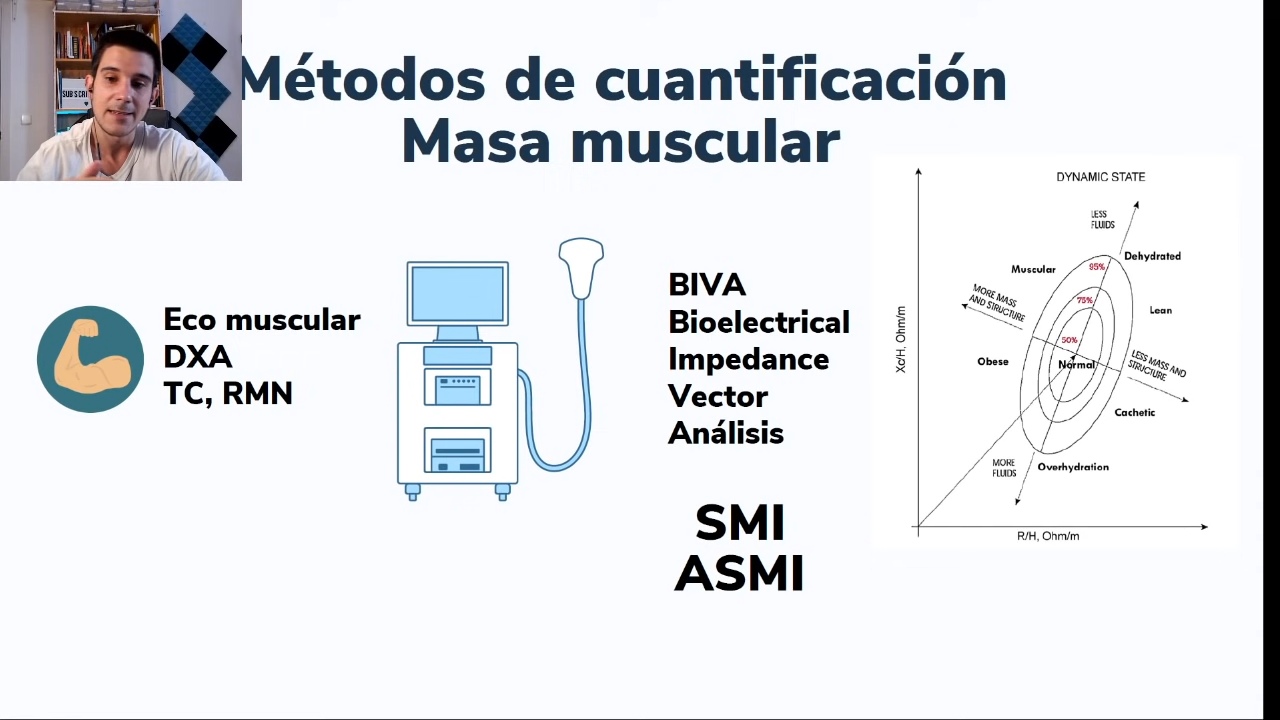 Métodos de cuantificación
Masa muscular
SUB'SCRI
Eco muscular
DXA
TC, RMN
BIVA
Bioelectrical
Impedance
Vector
Análisis
SMI
ASMI
DYNAMIC STATE
LESS
FLUIDS
Dehydrated
Muscular
95%
MORE MASS
AND STRUCTURE
75%
Lean
50%
Obese
Normal
LESS MASS AND
STRUCTURE
Cachetic
MORE
FLUIDS
Overhydration
Xc/H, Ohm/m
R/H, Ohm/m